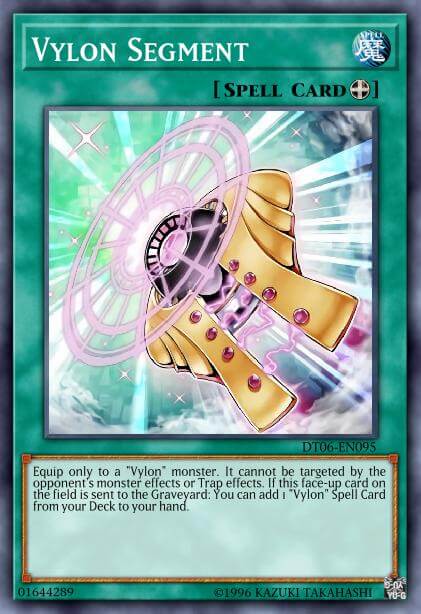 Vylon Segment
SPELL
魔
[Spell Card]
DT06-EN095
Equip only to a "Vylon" monster. It cannot be targeted by the
opponent's monster effects or Trap effects. If this face-up card on
the field is sent to the Graveyard: You can add 1 "Vylon" Spell Card
from your Deck to your hand.
01644289
©1996 KAZUKI TAKAHASHI